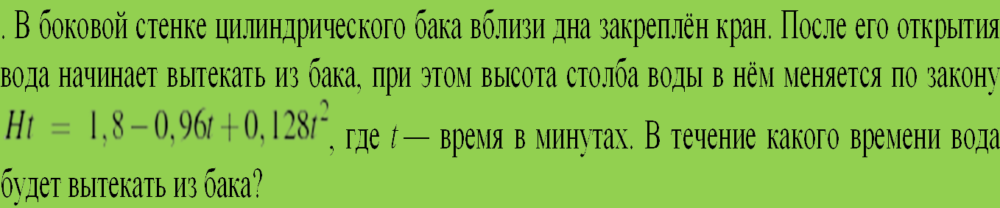 . В боковой стенке цилиндрического бака вблизи дна закреплён кран. После его открытия
вода начинает вытекать из бака, при этом высота столба воды в нём меняется по закону
Ht = 1,8 − 0,96t + 0,128t², где t — время в минутах. В течение какого времени вода
будет вытекать из бака?